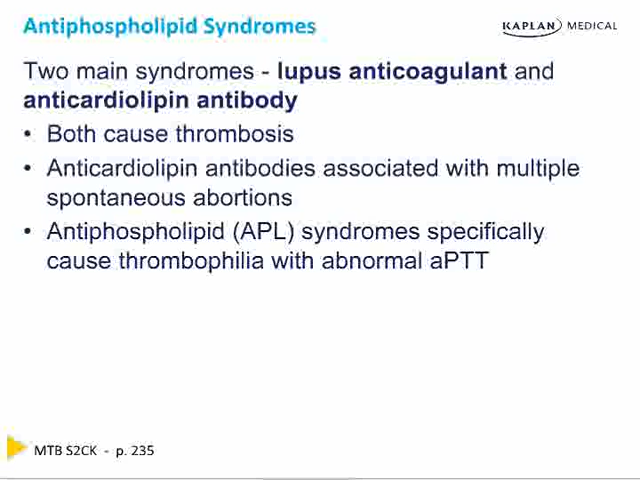 Antiphospholipid Syndromes
KAPLAN MEDICAL
Two main syndromes - lupus anticoagulant and
anticardiolipin antibody
• Both cause thrombosis
• Anticardiolipin antibodies associated with multiple
spontaneous abortions
• Antiphospholipid (APL) syndromes specifically
cause thrombophilia with abnormal aPTT
MTB S2CK - p. 235